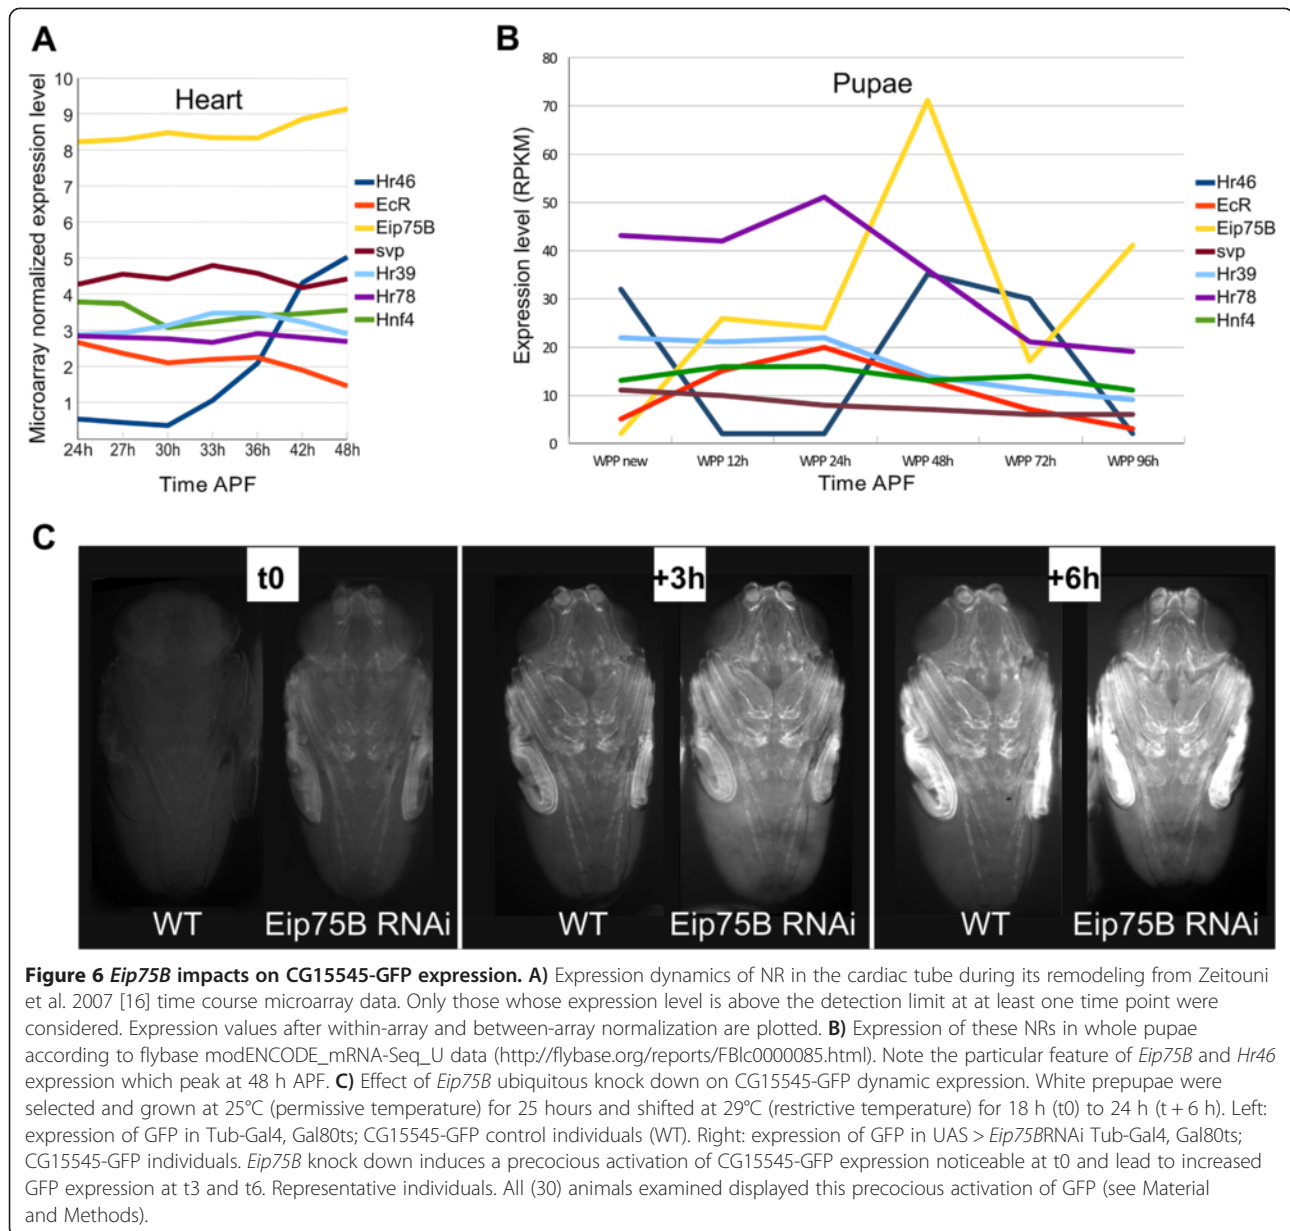 A
Heart
Microarray normalized expression level
10
9
8
7
6
5
4
3
2
1
24h 27h 30h 33h 36h 42h 48h
Time APF
Hr46
EcR
Eip75B
svp
Hr39
Hr78
Hnf4
B
Pupae
Expression level (RPKM)
80
70
60
50
40
30
20
10
0
WPP new WPP 12h WPP 24h WPP 48h WPP 72h WPP 96h
Time APF
Hr46
EcR
Eip75B
svp
Hr39
Hr78
Hnf4
C
t0
+3h
+6h
WT Eip75B RNAi
WT Eip75B RNAi
WT Eip75B RNAi
Figure 6 Eip75B impacts on CG15545-GFP expression. A) Expression dynamics of NR in the cardiac tube during its remodeling from Zeitouni
et al. 2007 [16] time course microarray data. Only those whose expression level is above the detection limit at at least one time point were
considered. Expression values after within-array and between-array normalization are plotted. B) Expression of these NRs in whole pupae
according to flybase modENCODE_mRNA-Seq_U data (http://flybase.org/reports/FBlc0000085.html). Note the particular feature of Eip75B and Hr46
expression which peak at 48 h APF. C) Effect of Eip75B ubiquitous knock down on CG15545-GFP dynamic expression. White prepupae were
selected and grown at 25°C (permissive temperature) for 25 hours and shifted at 29°C (restrictive temperature) for 18 h (t0) to 24 h (t + 6 h). Left:
expression of GFP in Tub-Gal4, Gal80ts; CG15545-GFP control individuals (WT). Right: expression of GFP in UAS > Eip75BRNAi Tub-Gal4, Gal80ts;
CG15545-GFP individuals. Eip75B knock down induces a precocious activation of CG15545-GFP expression noticeable at t0 and lead to increased
GFP expression at t3 and t6. Representative individuals. All (30) animals examined displayed this precocious activation of GFP (see Material
and Methods).